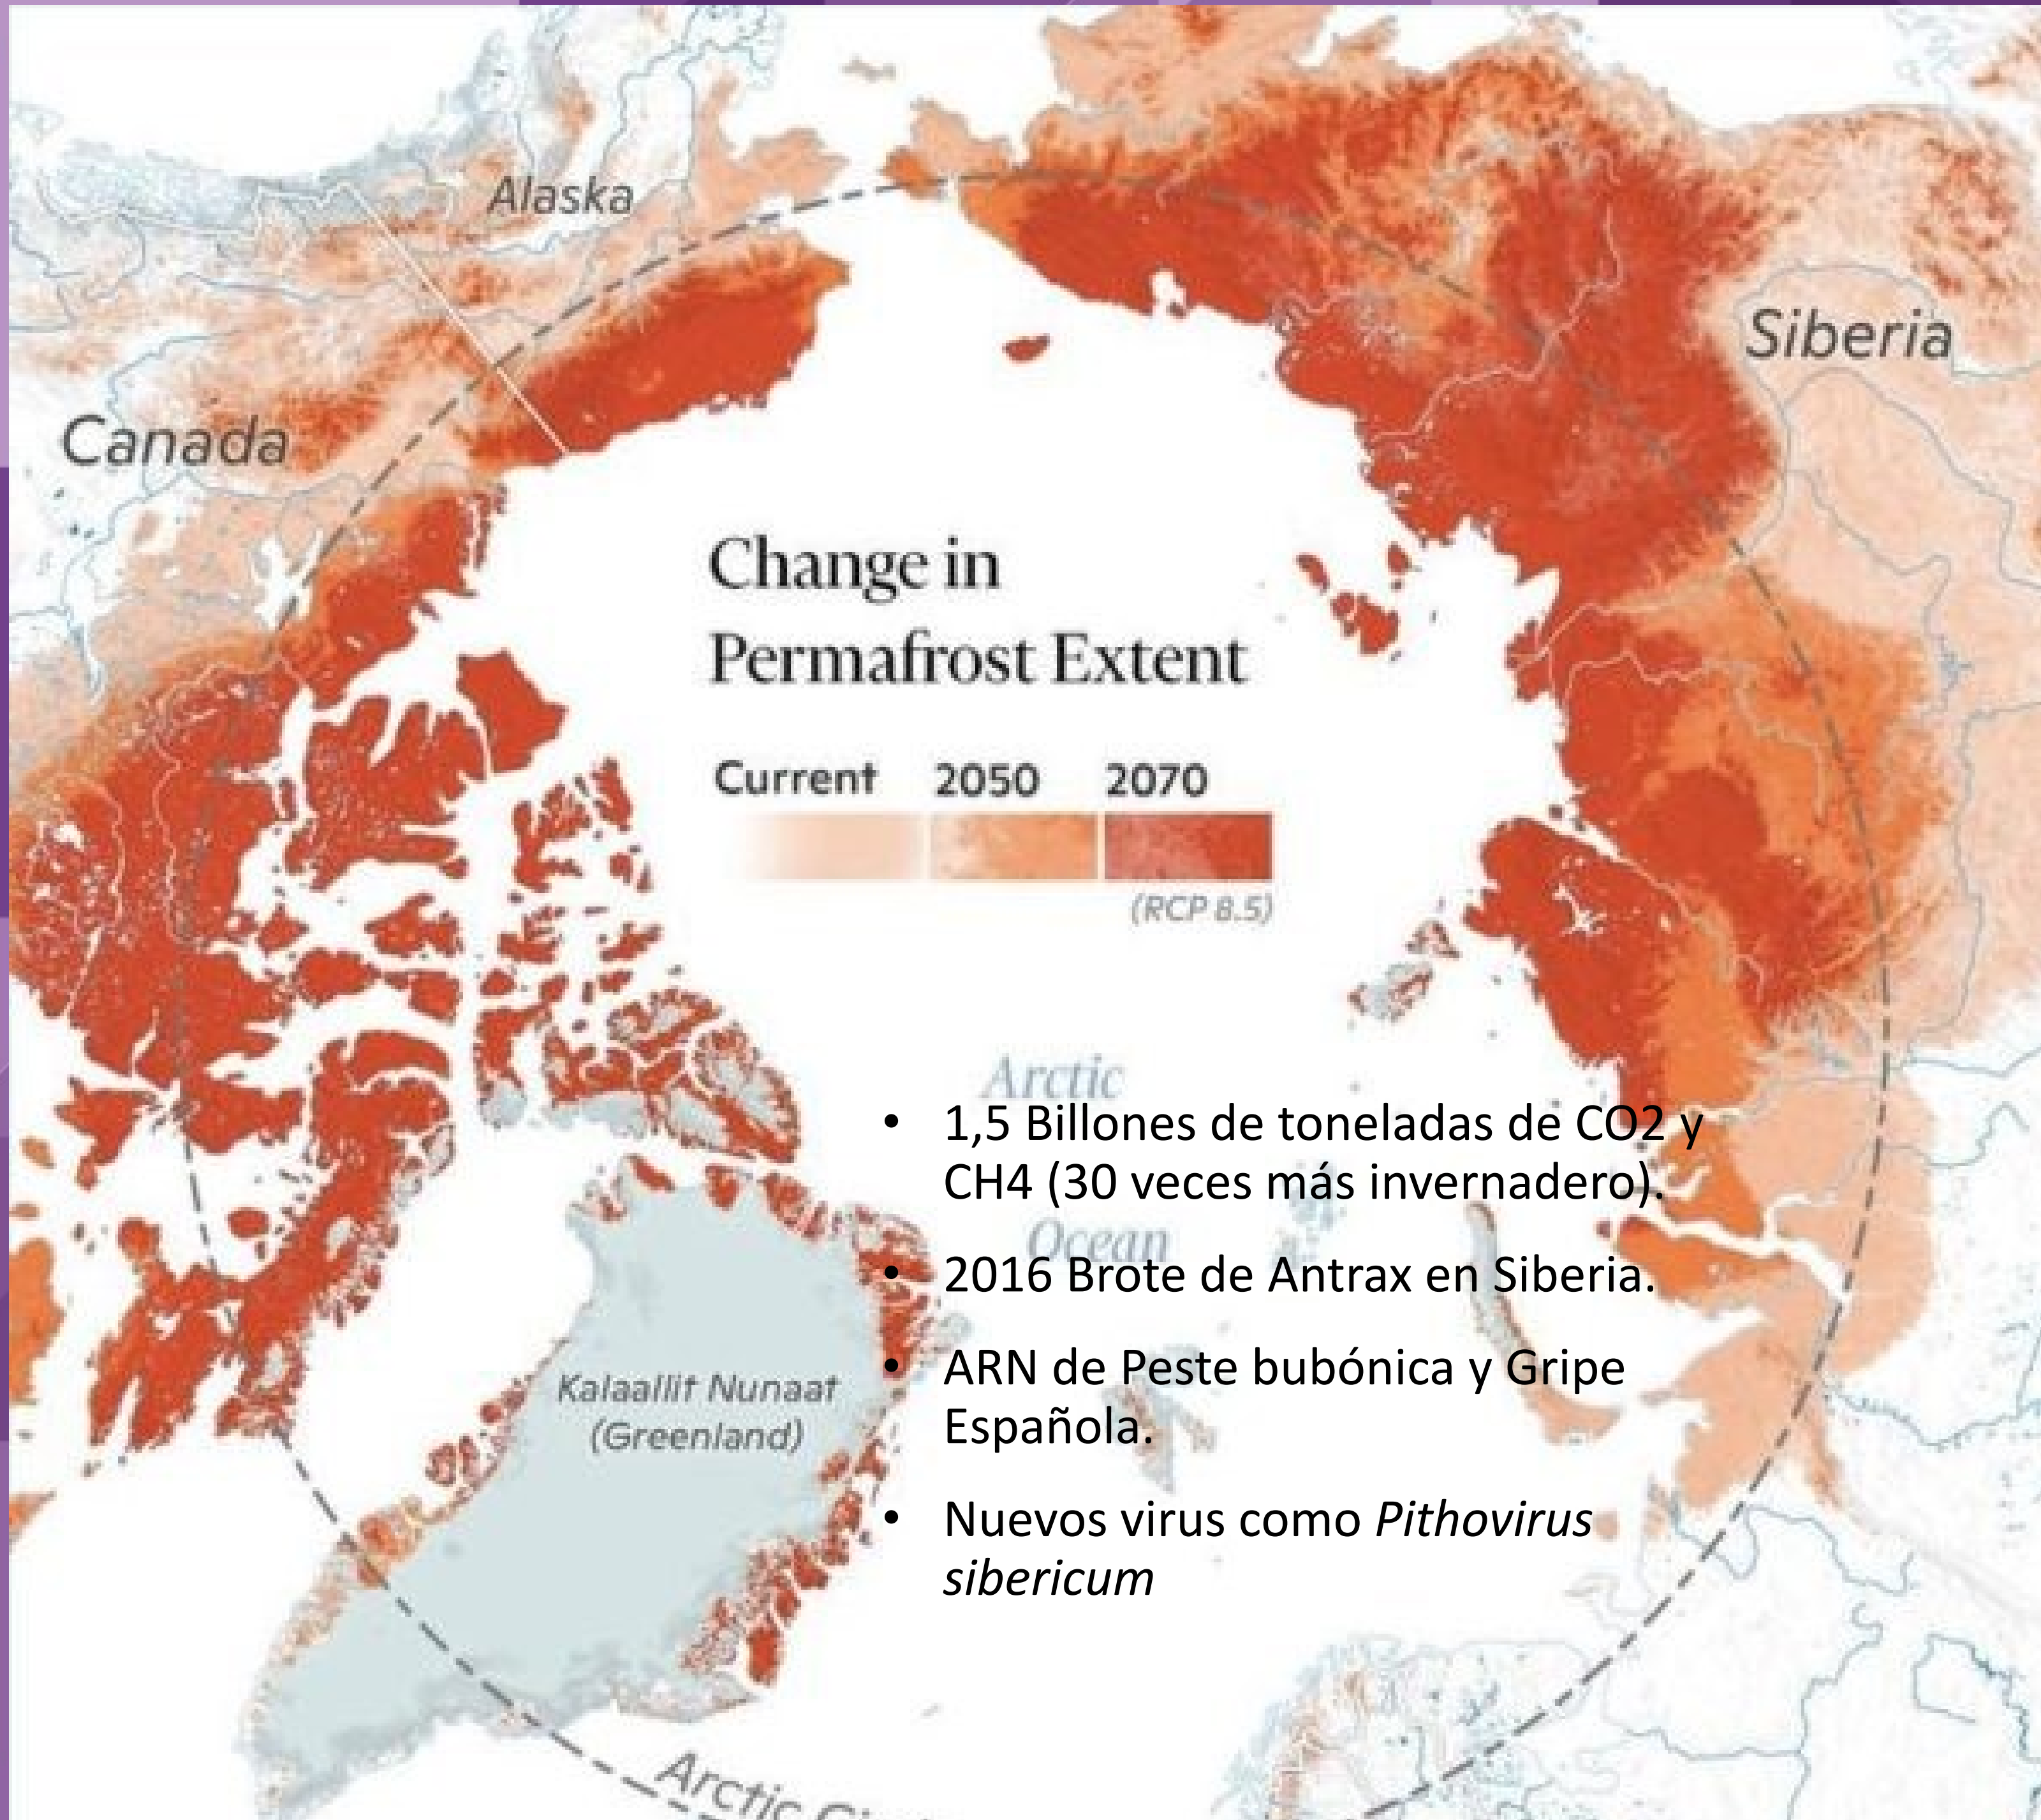 Alaska
Siberia
Canada
Change in
Permafrost Extent
Current 2050 2070
(RCP 8.5)
Arctic
Ocean
• 1,5 Billones de toneladas de CO2 y
CH4 (30 veces más invernadero).
• 2016 Brote de Antrax en Siberia.
• ARN de Peste bubónica y Gripe
Española.
• Nuevos virus como Pithovirus
sibericum
Kalaallit Nunaat
(Greenland)
Arctic